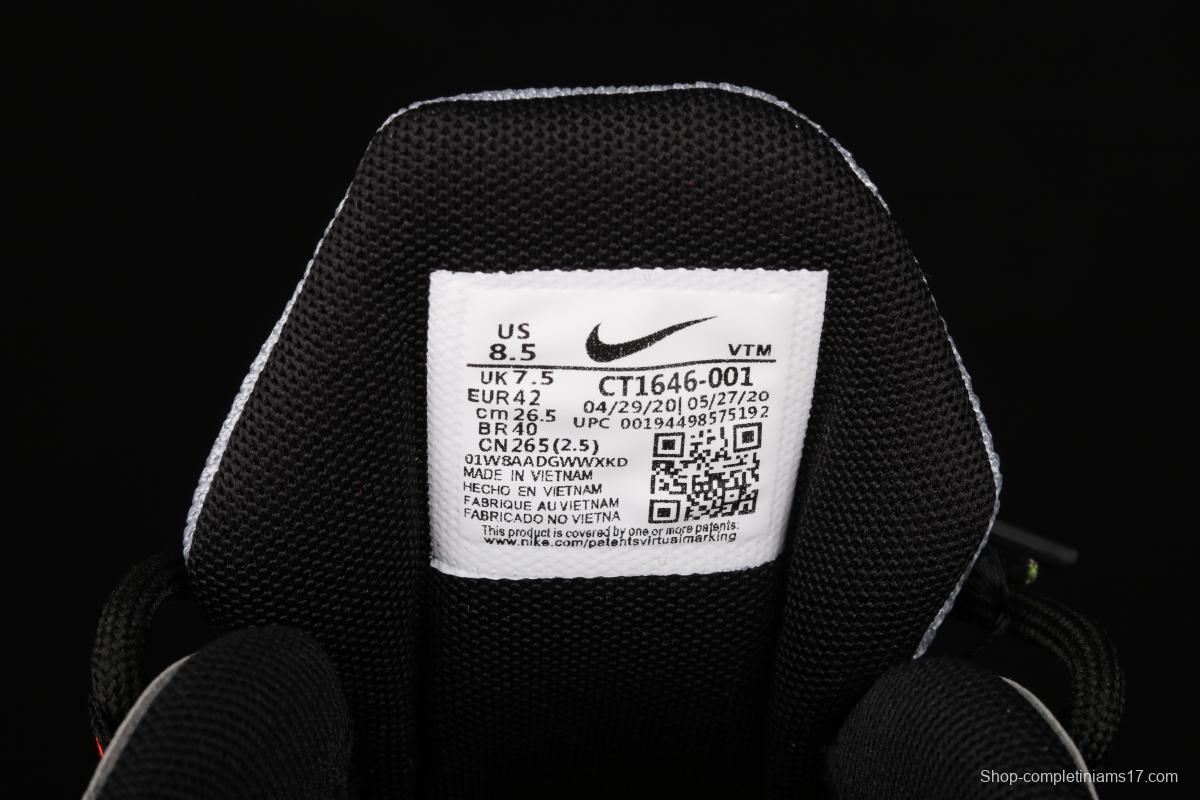 US
8.5
VTM
UK 7.5
EUR 42
cm 26.5
BR 40
CN 265 (2.5)
CT1646-001
04/29/20| 05/27/20
UPC 00194498575192
01W8AADGWWXKD
MADE IN VIETNAM
HECHO EN VIETNAM
FABRIQUE AU VIETNAM
FABRICADO NO VIETNA
This product is covered by one or more patents:
www.nike.com/patentsvirtualmarking
Shop-completiniams17.com